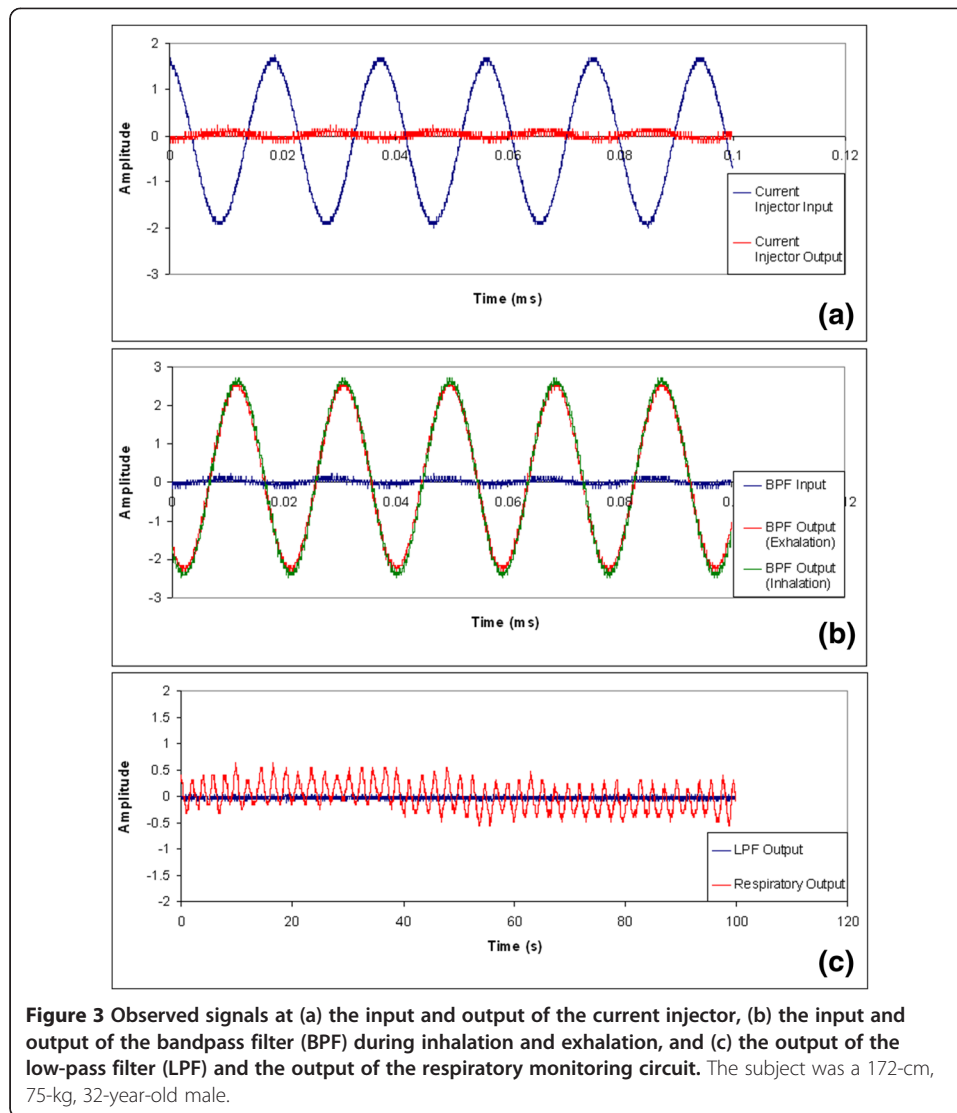 2
1
0
-1
-2
-3
Amplitude
0
0.02
0.04
0.06
0.08
0.1
0.12
Current
Injector Input
Current
Injector Output
Time (ms)
(a)
3
2
1
0
-1
-2
-3
Amplitude
0
0.02
0.04
0.06
0.08
0.
12
BPF Input
BPF Output
(Exhalation)
BPF Output
(Inhalation)
Time (ms)
(b)
2
1.5
1
0.5
0
-0.5
-1
-1.5
-2
Amplitude
LPF Output
Respiratory Output
0
20
40
60
80
100
120
Time (s)
(c)
Figure 3 Observed signals at (a) the input and output of the current injector, (b) the input and
output of the bandpass filter (BPF) during inhalation and exhalation, and (c) the output of the
low-pass filter (LPF) and the output of the respiratory monitoring circuit. The subject was a 172-cm,
75-kg, 32-year-old male.